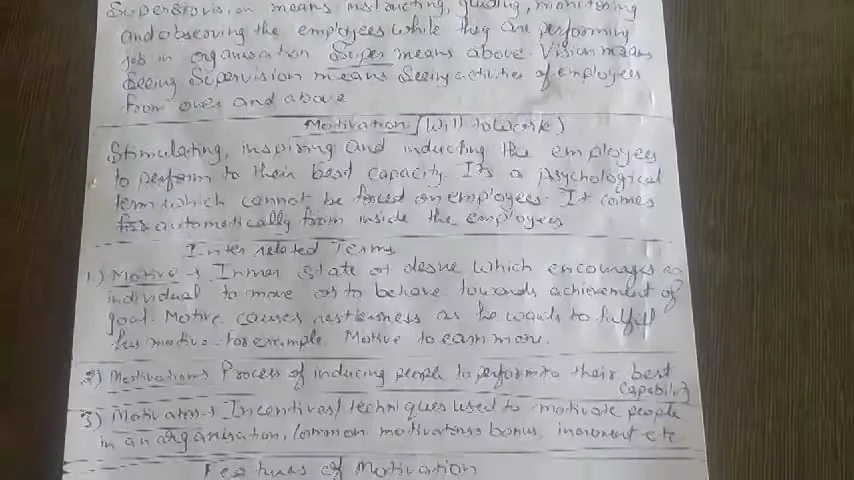 Supervision means instructing, guiding, monitoring
and observing the employees while they are performing
job in organisation. Super means above. Vision means
Seeing Supervision means Seeing activities of employees
from over and above
Motivation (Will to Work)
Stimulating, inspiring and inducting the employees
to perform to their best capacity. It's a psychological
term which cannot be forced on employees. It comes
automatically from inside the employees
Inter related Terms
1.) Motive → Inner State or desire which encourages an
individual to move or to behave towards achievement of
goal. Motive causes restlessness as he wants to fulfill
his motive. For example. Motive to earn more.
2) Motivation → Process of inducing people to perform to their best
Capability
3) Motivators → Incentives/techniques used to motivate people
in an organisation, Common motivators bonus, increment etc
Features of Motivation